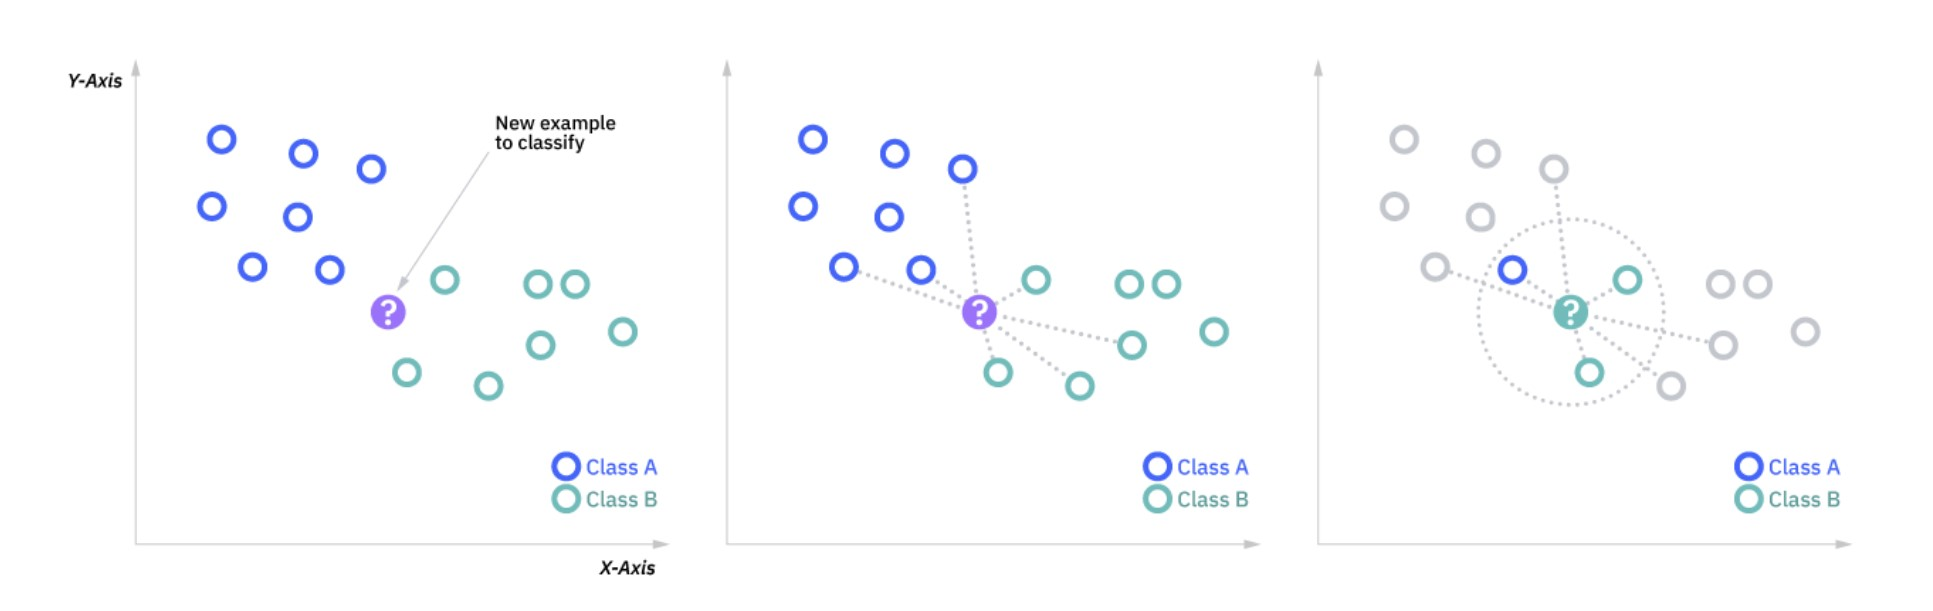 Y-Axis
New example
to classify
?
Class A
Class B
X-Axis
?
Class A
Class B
?
Class A
Class B